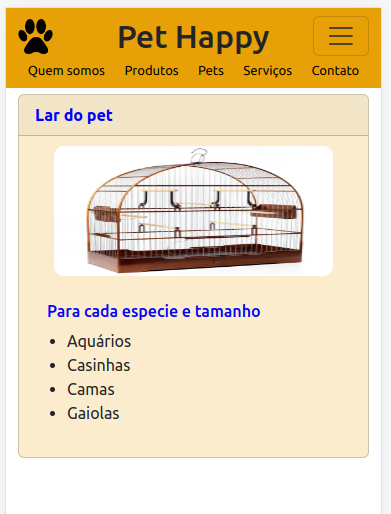 Pet Happy
Quem somos Produtos Pets Serviços Contato
Lar do pet
Para cada especie e tamanho
Aquários
Casinhas
Camas
Gaiolas